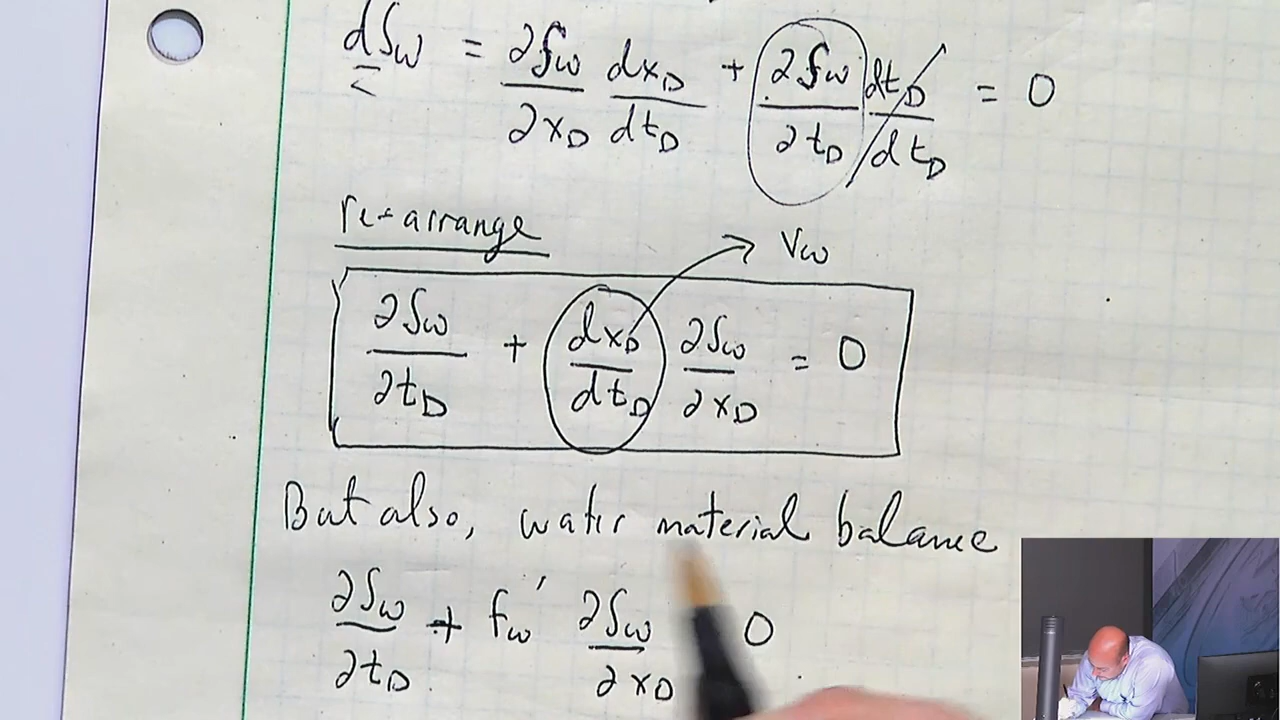 dSw = ∂fw/∂xD dxD/dtD + ∂fw/∂tD dtD/dtD = 0
re-arrange
Vw
∂Sw/∂tD + dxD/dtD ∂Sw/∂xD = 0
But also, water material balance
∂Sw/∂tD + fw' ∂Sw/∂xD 0